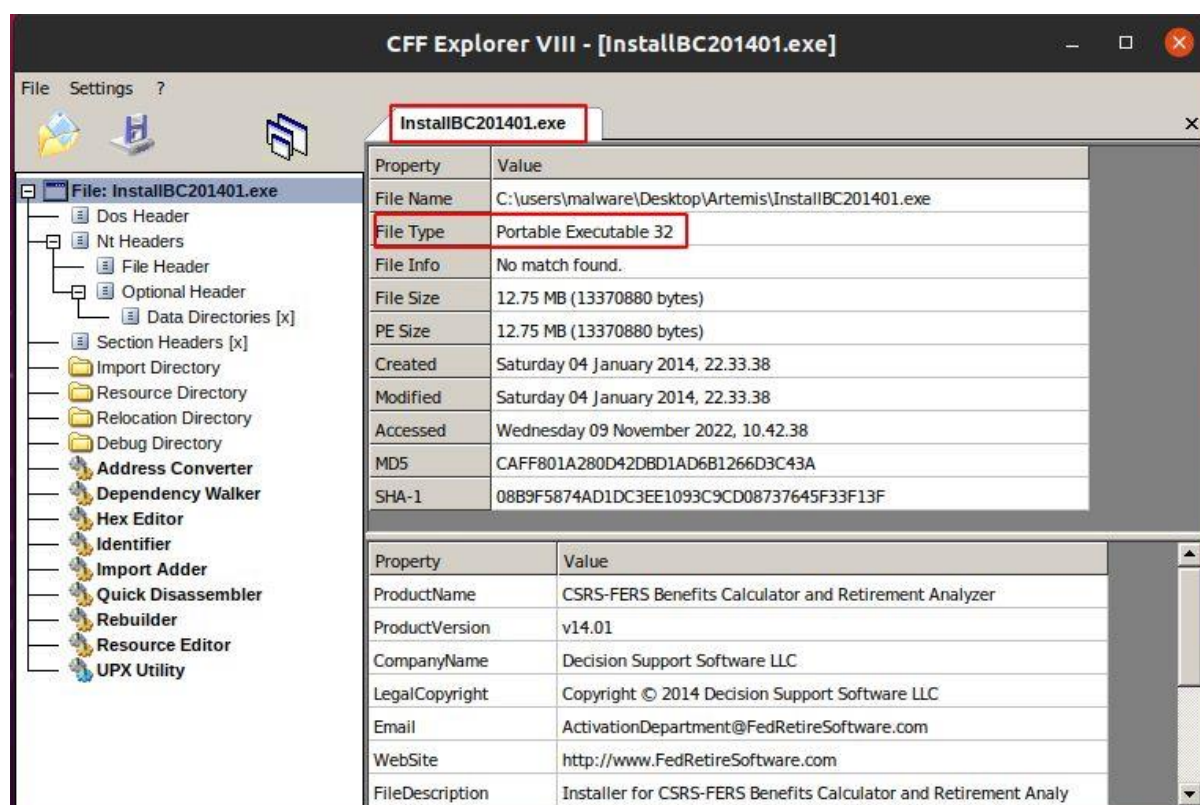 CFF Explorer VIII - [InstallBC201401.exe]
File Settings ?
InstallBC201401.exe
File: InstallBC201401.exe
Dos Header
Nt Headers
File Header
Optional Header
Data Directories [x]
Section Headers [x]
Import Directory
Resource Directory
Relocation Directory
Debug Directory
Address Converter
Dependency Walker
Hex Editor
Identifier
Import Adder
Quick Disassembler
Rebuilder
Resource Editor
UPX Utility
Property Value
File Name C:\users\malware\Desktop\Artemis\InstallBC201401.exe
File Type Portable Executable 32
File Info No match found.
File Size 12.75 MB (13370880 bytes)
PE Size 12.75 MB (13370880 bytes)
Created Saturday 04 January 2014, 22.33.38
Modified Saturday 04 January 2014, 22.33.38
Accessed Wednesday 09 November 2022, 10.42.38
MD5 CAFF801A280D42DBD1AD6B1266D3C43A
SHA-1 08B9F5874AD1DC3EE1093C9CD08737645F33F13F
Property Value
ProductName CSRS-FERS Benefits Calculator and Retirement Analyzer
ProductVersion v14.01
CompanyName Decision Support Software LLC
LegalCopyright Copyright © 2014 Decision Support Software LLC
Email ActivationDepartment@FedRetireSoftware.com
WebSite http://www.FedRetireSoftware.com
FileDescription Installer for CSRS-FERS Benefits Calculator and Retirement Analy